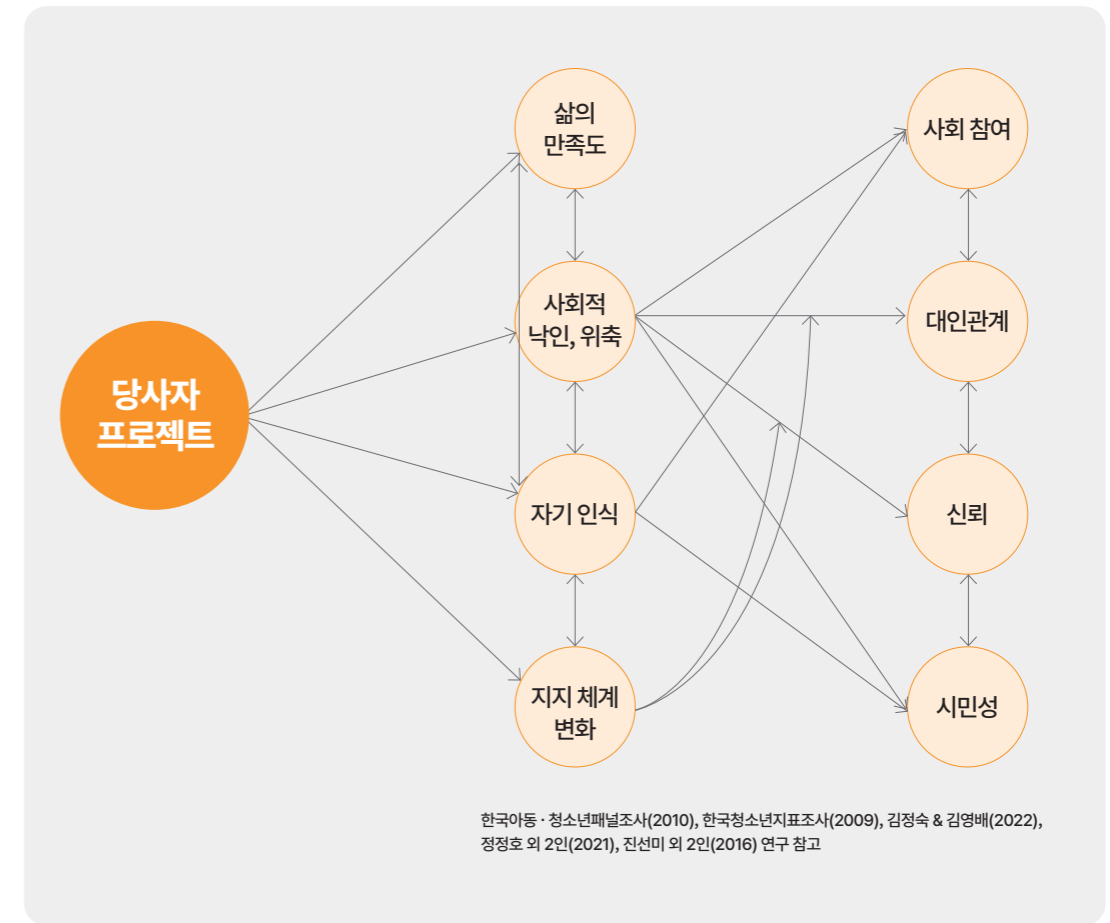 삶의
만족도
사회 참여
사회적
낙인, 위축
대인관계
당사자
프로젝트
자기 인식
신뢰
지지 체계
변화
시민성
한국아동 · 청소년패널조사(2010), 한국청소년지표조사(2009), 김정숙 & 김영배(2022),
정정호 외 2인(2021), 진선미 외 2인(2016) 연구 참고